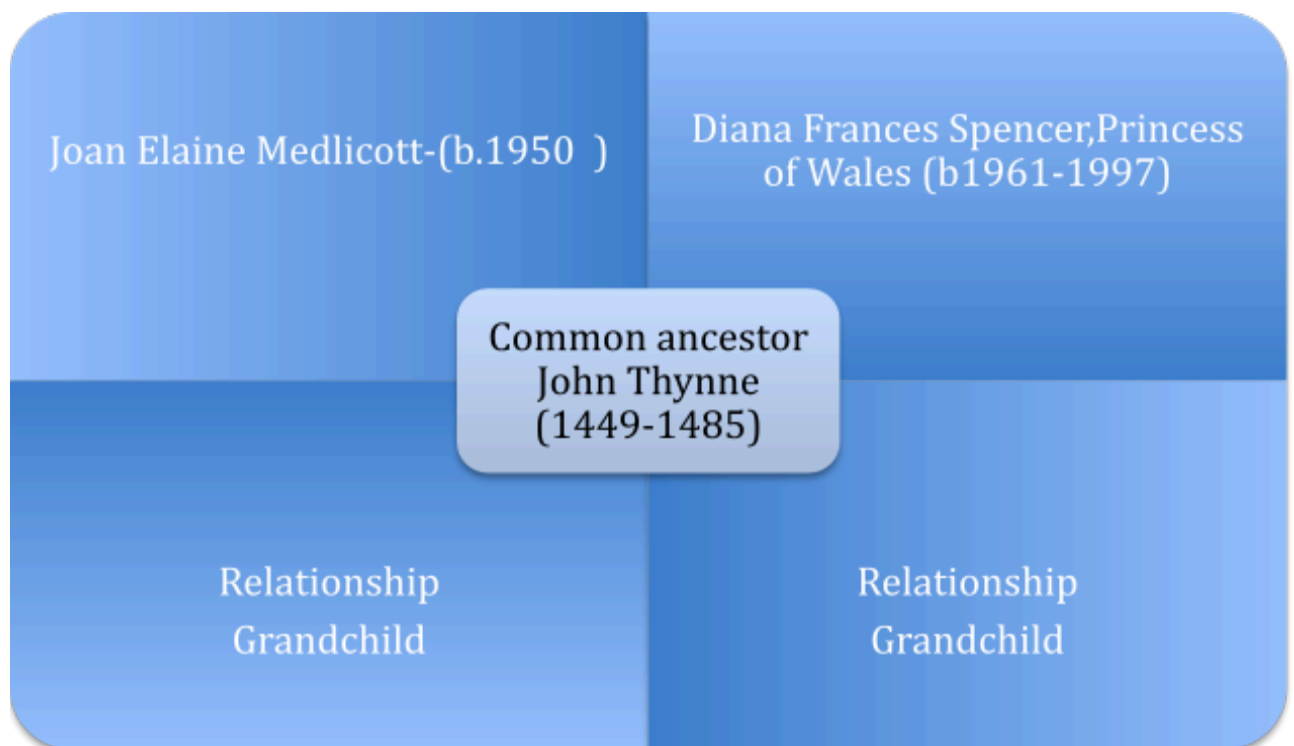 Joan Elaine Medlicott-(b.1950  )
Diana Frances Spencer,Princess
of Wales (b1961-1997)
Common ancestor
John Thynne
(1449-1485)
Relationship
Grandchild
Relationship
Grandchild